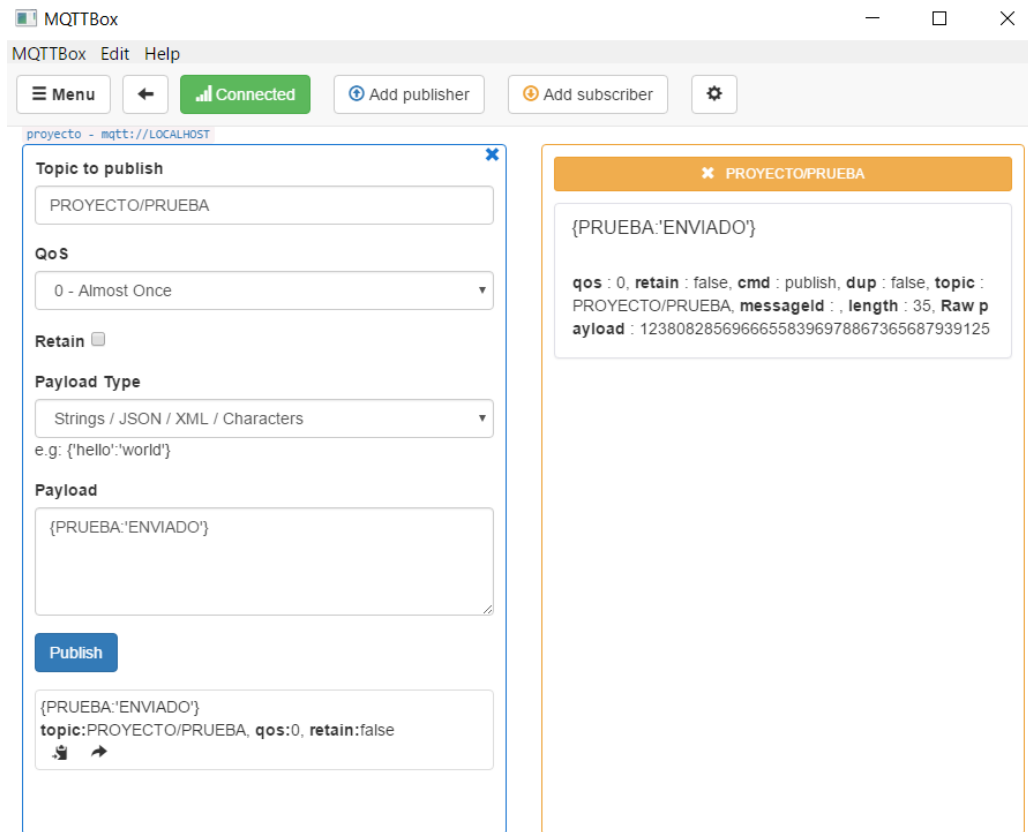 MQTTBox
MQTTBox Edit Help
Menu
Connected
Add publisher
Add subscriber
proyecto - mqtt://LOCALHOST
Topic to publish
PROYECTO/PRUEBA
QoS
0 - Almost Once
Retain
Payload Type
Strings / JSON / XML / Characters
e.g: {'hello':'world'}
Payload
{PRUEBA:'ENVIADO'}
Publish
{PRUEBA:'ENVIADO'}
topic:PROYECTO/PRUEBA, qos:0, retain:false
PROYECTO/PRUEBA
{PRUEBA:'ENVIADO'}
qos : 0, retain : false, cmd : publish, dup : false, topic :
PROYECTO/PRUEBA, messageId : , length : 35, Raw p
ayload : 12380828569666558396978867365687939125